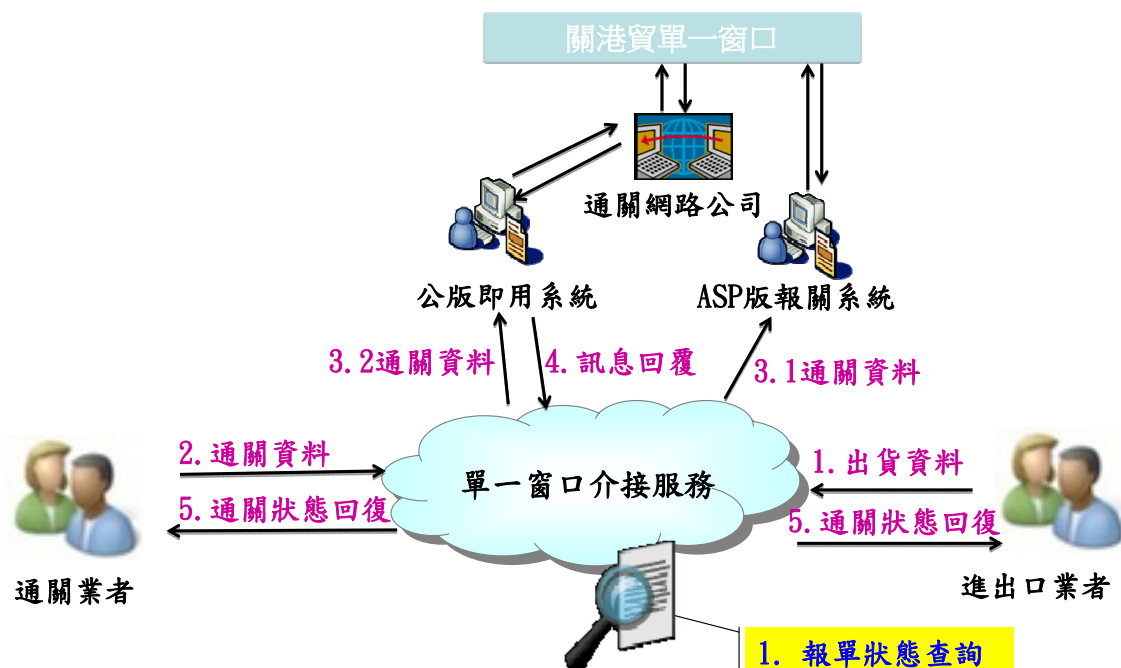 關港貿單一窗口
通關網路公司
公版即用系統
ASP版報關系統
3.2通關資料
4.訊息回覆
3.1通關資料
2.通關資料
單一窗口介接服務
1.出貨資料
5.通關狀態回復
5.通關狀態回復
通關業者
進出口業者
1. 報單狀態查詢